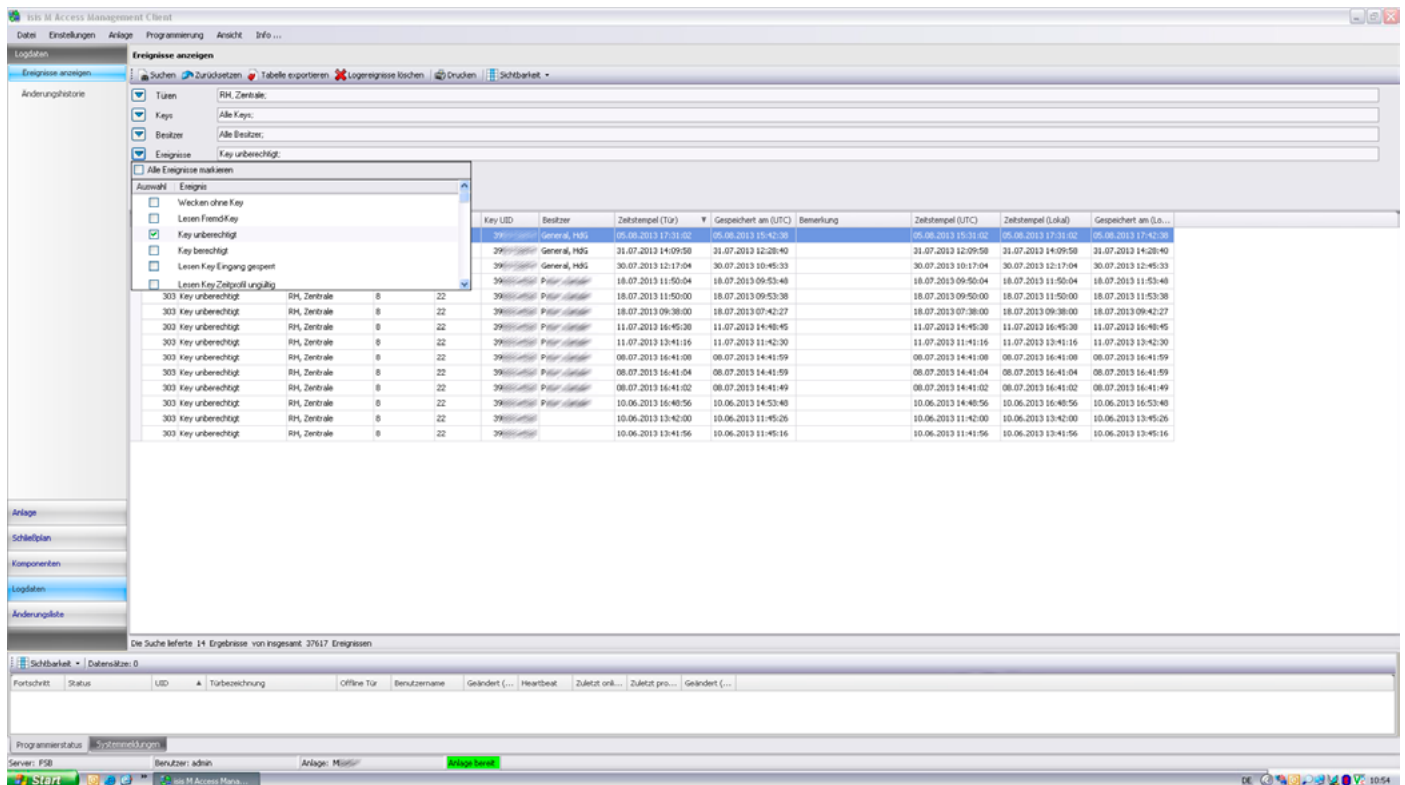 isis M Access Management Client
Datei Einstellungen Anlage Programmierung Ansicht Info ...
Logdaten
Ereignisse anzeigen
Ereignisse anzeigen
Suchen Zurücksetzen Tabelle exportieren Logereignisse löschen Drucken Sichtbarkeit
Änderungshistorie
Türen RH, Zentrale;
Keys Alle Keys;
Besitzer Alle Besitzer;
Ereignisse Key unberechtigt;
Alle Ereignisse markieren
Auswahl Ereignis
Wecken ohne Key
Lesen Fremd-Key
Key unberechtigt
Key berechtigt
Lesen Key Eingang gesperrt
Lesen Key Zeitprofil ungültig
Key UID Besitzer Zeitstempel (Tür) Gespeichert am (UTC) Bemerkung Zeitstempel (UTC) Zeitstempel (Lokal) Gespeichert am (Lo...
39 General, HdG 05.08.2013 17:31:02 05.08.2013 15:42:38 05.08.2013 15:31:02 05.08.2013 17:31:02 05.08.2013 17:42:38
39 General, HdG 31.07.2013 14:09:58 31.07.2013 12:28:40 31.07.2013 12:09:58 31.07.2013 14:09:58 31.07.2013 14:28:40
39 General, HdG 30.07.2013 12:17:04 30.07.2013 10:45:33 30.07.2013 10:17:04 30.07.2013 12:17:04 30.07.2013 12:45:33
39 18.07.2013 11:50:04 18.07.2013 09:53:48 18.07.2013 09:50:04 18.07.2013 11:50:04 18.07.2013 11:53:48
303 Key unberechtigt RH, Zentrale 8 22 39 18.07.2013 11:50:00 18.07.2013 09:53:38 18.07.2013 09:50:00 18.07.2013 11:50:00 18.07.2013 11:53:38
303 Key unberechtigt RH, Zentrale 8 22 39 18.07.2013 09:38:00 18.07.2013 07:42:27 18.07.2013 07:38:00 18.07.2013 09:38:00 18.07.2013 09:42:27
303 Key unberechtigt RH, Zentrale 8 22 39 11.07.2013 16:45:38 11.07.2013 14:48:45 11.07.2013 14:45:38 11.07.2013 16:45:38 11.07.2013 16:48:45
303 Key unberechtigt RH, Zentrale 8 22 39 11.07.2013 13:41:16 11.07.2013 11:42:30 11.07.2013 11:41:16 11.07.2013 13:41:16 11.07.2013 13:42:30
303 Key unberechtigt RH, Zentrale 8 22 39 08.07.2013 16:41:08 08.07.2013 14:41:59 08.07.2013 14:41:08 08.07.2013 16:41:08 08.07.2013 16:41:59
303 Key unberechtigt RH, Zentrale 8 22 39 08.07.2013 16:41:04 08.07.2013 14:41:59 08.07.2013 14:41:04 08.07.2013 16:41:04 08.07.2013 16:41:59
303 Key unberechtigt RH, Zentrale 8 22 39 08.07.2013 16:41:02 08.07.2013 14:41:49 08.07.2013 14:41:02 08.07.2013 16:41:02 08.07.2013 16:41:49
303 Key unberechtigt RH, Zentrale 8 22 39 10.06.2013 16:48:56 10.06.2013 14:53:48 10.06.2013 14:48:56 10.06.2013 16:48:56 10.06.2013 16:53:48
303 Key unberechtigt RH, Zentrale 8 22 39 10.06.2013 13:42:00 10.06.2013 11:45:26 10.06.2013 11:42:00 10.06.2013 13:42:00 10.06.2013 13:45:26
303 Key unberechtigt RH, Zentrale 8 22 39 10.06.2013 13:41:56 10.06.2013 11:45:16 10.06.2013 11:41:56 10.06.2013 13:41:56 10.06.2013 13:45:16
Anlage
Schließplan
Komponenten
Logdaten
Änderungsliste
Die Suche lieferte 14 Ergebnisse von insgesamt 37617 Ereignissen
Sichtbarkeit Datensätze: 0
Fortschritt Status UID Türbezeichnung Offline Tür Benutzername Geändert (... Heartbeat Zuletzt onli... Zuletzt pro... Geändert (...
Programmierstatus Systemmeldungen
Server: PSB Benutzer: admin Anlage: Anlage bereit
Start isis M Access Mana... DE 10:54